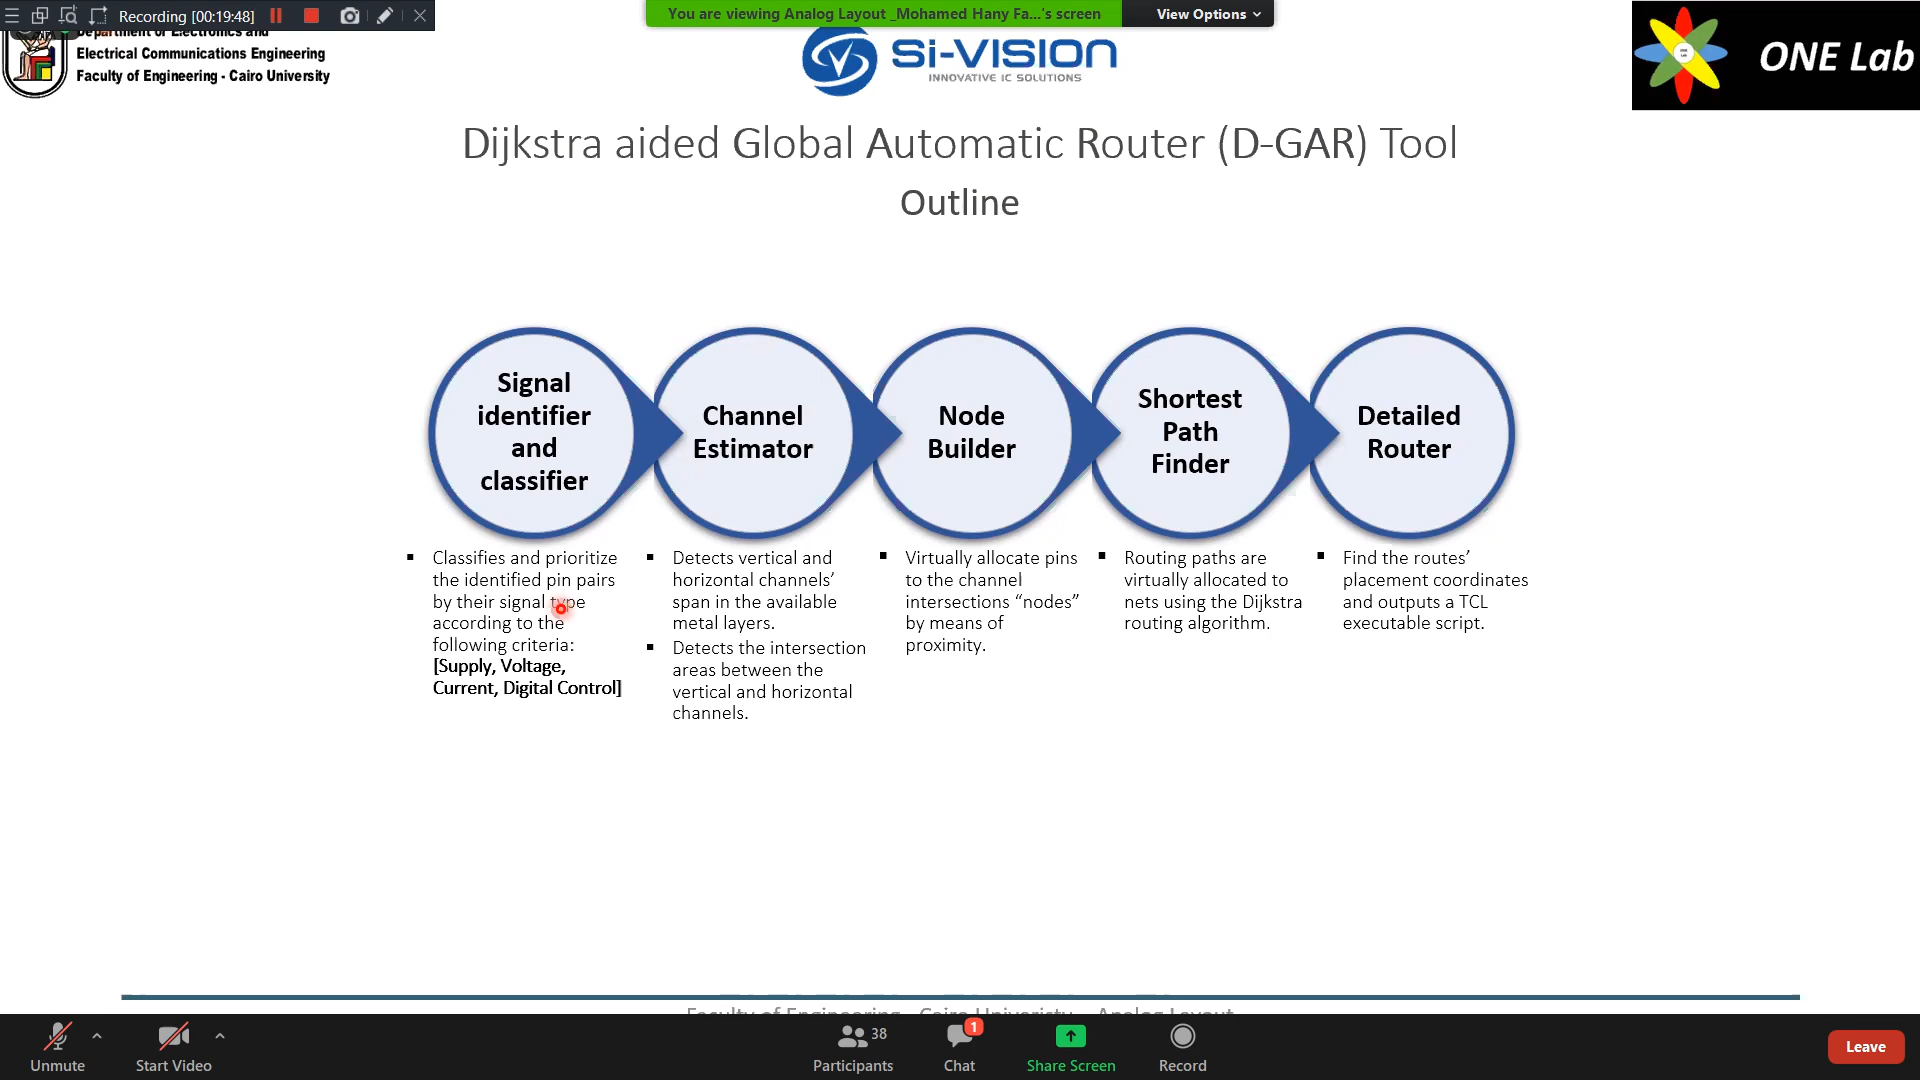 Recording [00:19:48]
You are viewing Analog Layout _Mohamed Hany Fa...'s screen
View Options
Department of Electronics and
Electrical Communications Engineering
Faculty of Engineering - Cairo University
Si-VISION
INNOVATIVE IC SOLUTIONS
ONE Lab
Dijkstra aided Global Automatic Router (D-GAR) Tool
Outline
Signal
identifier
and
classifier
Channel
Estimator
Node
Builder
Shortest
Path
Finder
Detailed
Router
▪ Classifies and prioritize
the identified pin pairs
by their signal type
according to the
following criteria:
[Supply, Voltage,
Current, Digital Control]
▪ Detects vertical and
horizontal channels’
span in the available
metal layers.
▪ Detects the intersection
areas between the
vertical and horizontal
channels.
▪ Virtually allocate pins
to the channel
intersections “nodes”
by means of
proximity.
▪ Routing paths are
virtually allocated to
nets using the Dijkstra
routing algorithm.
▪ Find the routes’
placement coordinates
and outputs a TCL
executable script.
Faculty of Engineering - Cairo Univeristy - Analog Layout
Unmute
Start Video
38
Participants
1
Chat
Share Screen
Record
Leave